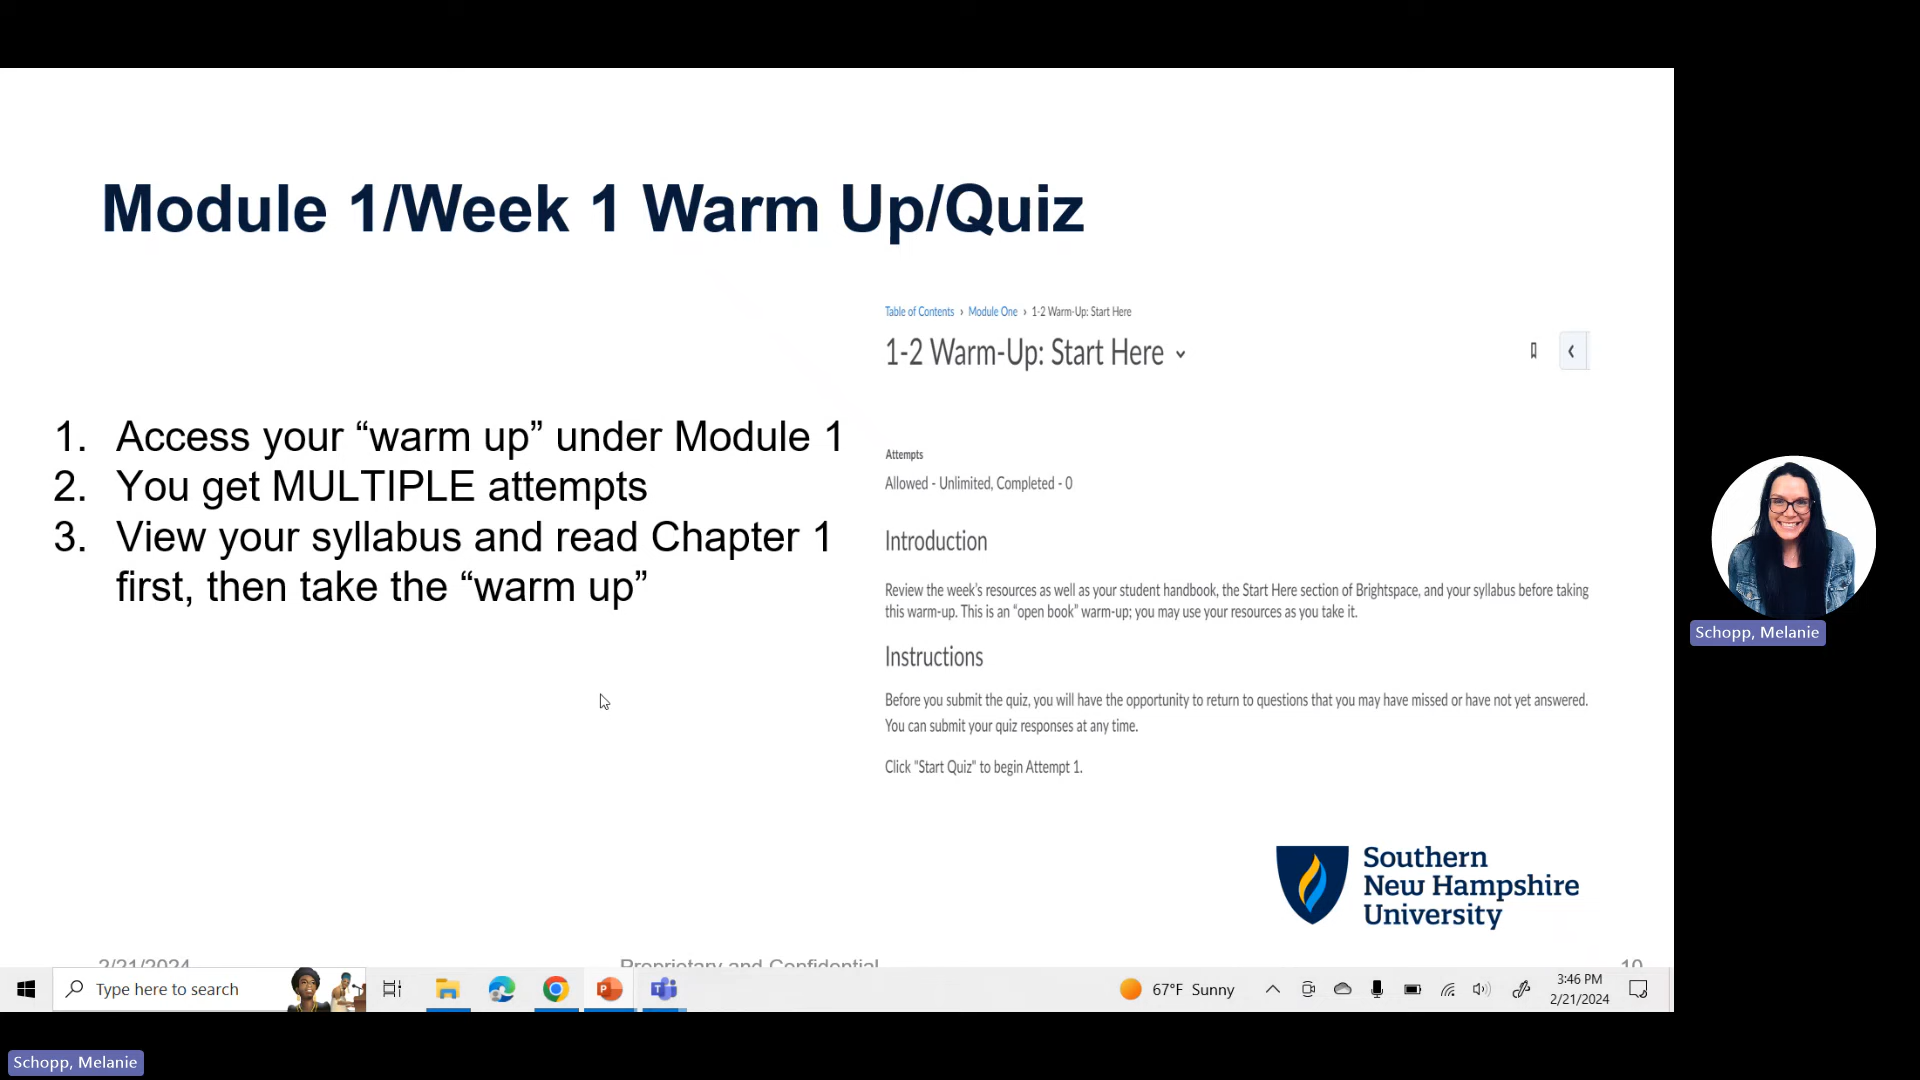 Module 1/Week 1 Warm Up/Quiz
Table of Contents › Module One › 1-2 Warm-Up: Start Here
1-2 Warm-Up: Start Here
1. Access your “warm up” under Module 1
2. You get MULTIPLE attempts
3. View your syllabus and read Chapter 1
first, then take the “warm up”
Attempts
Allowed - Unlimited, Completed - 0
Introduction
Review the week's resources as well as your student handbook, the Start Here section of Brightspace, and your syllabus before taking
this warm-up. This is an “open book” warm-up; you may use your resources as you take it.
Instructions
Before you submit the quiz, you will have the opportunity to return to questions that you may have missed or have not yet answered.
You can submit your quiz responses at any time.
Click "Start Quiz" to begin Attempt 1.
Southern
New Hampshire
University
2/21/2024 Proprietary and Confidential 10
Type here to search
67°F Sunny
3:46 PM
2/21/2024
Schopp, Melanie
Schopp, Melanie